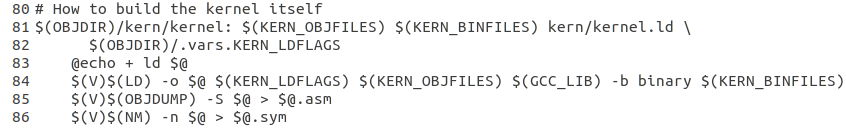 80 # How to build the kernel itself
81 $(OBJDIR)/kern/kernel: $(KERN_OBJFILES) $(KERN_BINFILES) kern/kernel.ld \
82 $(OBJDIR)/.vars.KERN_LDFLAGS
83 @echo + ld $@
84 $(V)$(LD) -o $@ $(KERN_LDFLAGS) $(KERN_OBJFILES) $(GCC_LIB) -b binary $(KERN_BINFILES)
85 $(V)$(OBJDUMP) -S $@ > $@.asm
86 $(V)$(NM) -n $@ > $@.sym